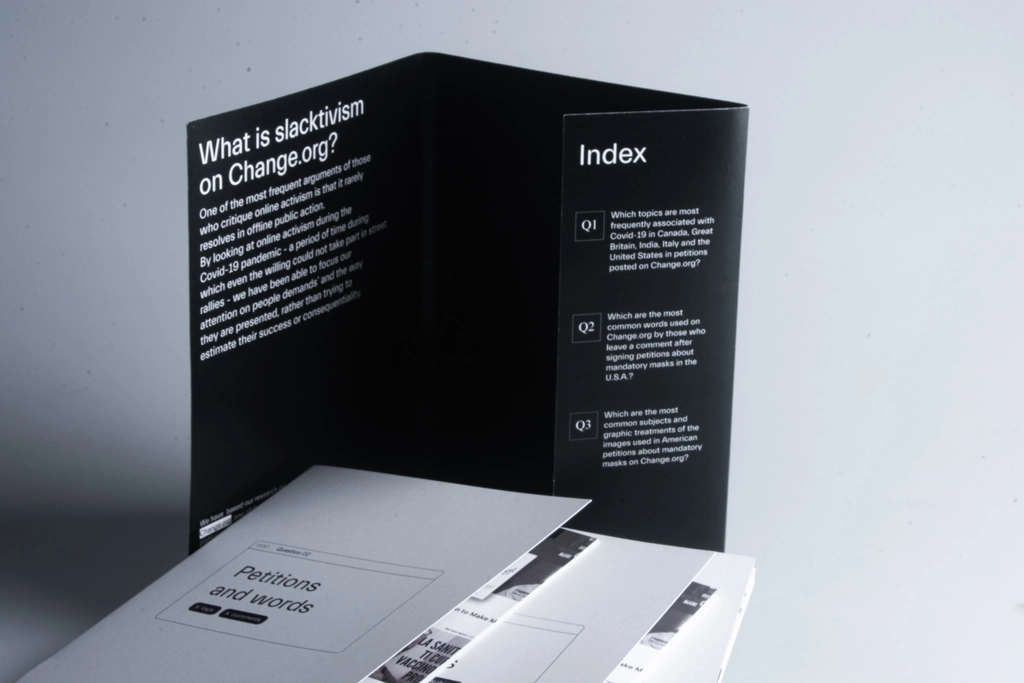 What is slacktivism
on Change.org?
One of the most frequent arguments of those
who critique online activism is that it rarely
resolves in offline public action.
By looking at online activism during the
Covid-19 pandemic - a period of time during
which even the willing could not take part in street
rallies - we have been able to focus our
attention on people demands' and the way
they are presented, rather than trying to
estimate their success or consequentiality.
We have, based our research
Index
Q1
Which topics are most
frequently associated with
Covid-19 in Canada, Great
Britain, India, Italy and the
United States in petitions
posted on Change.org?
Q2
Which are the most
common words used on
Change.org by those who
leave a comment after
signing petitions about
mandatory masks in the
U.S.A.?
Q3
Which are the most
common subjects and
graphic treatments of the
images used in American
petitions about mandatory
masks on Change.org?
Question 02
Petitions
and words
comments
to Make M
LA SANIT
TI CUR
VACCIN